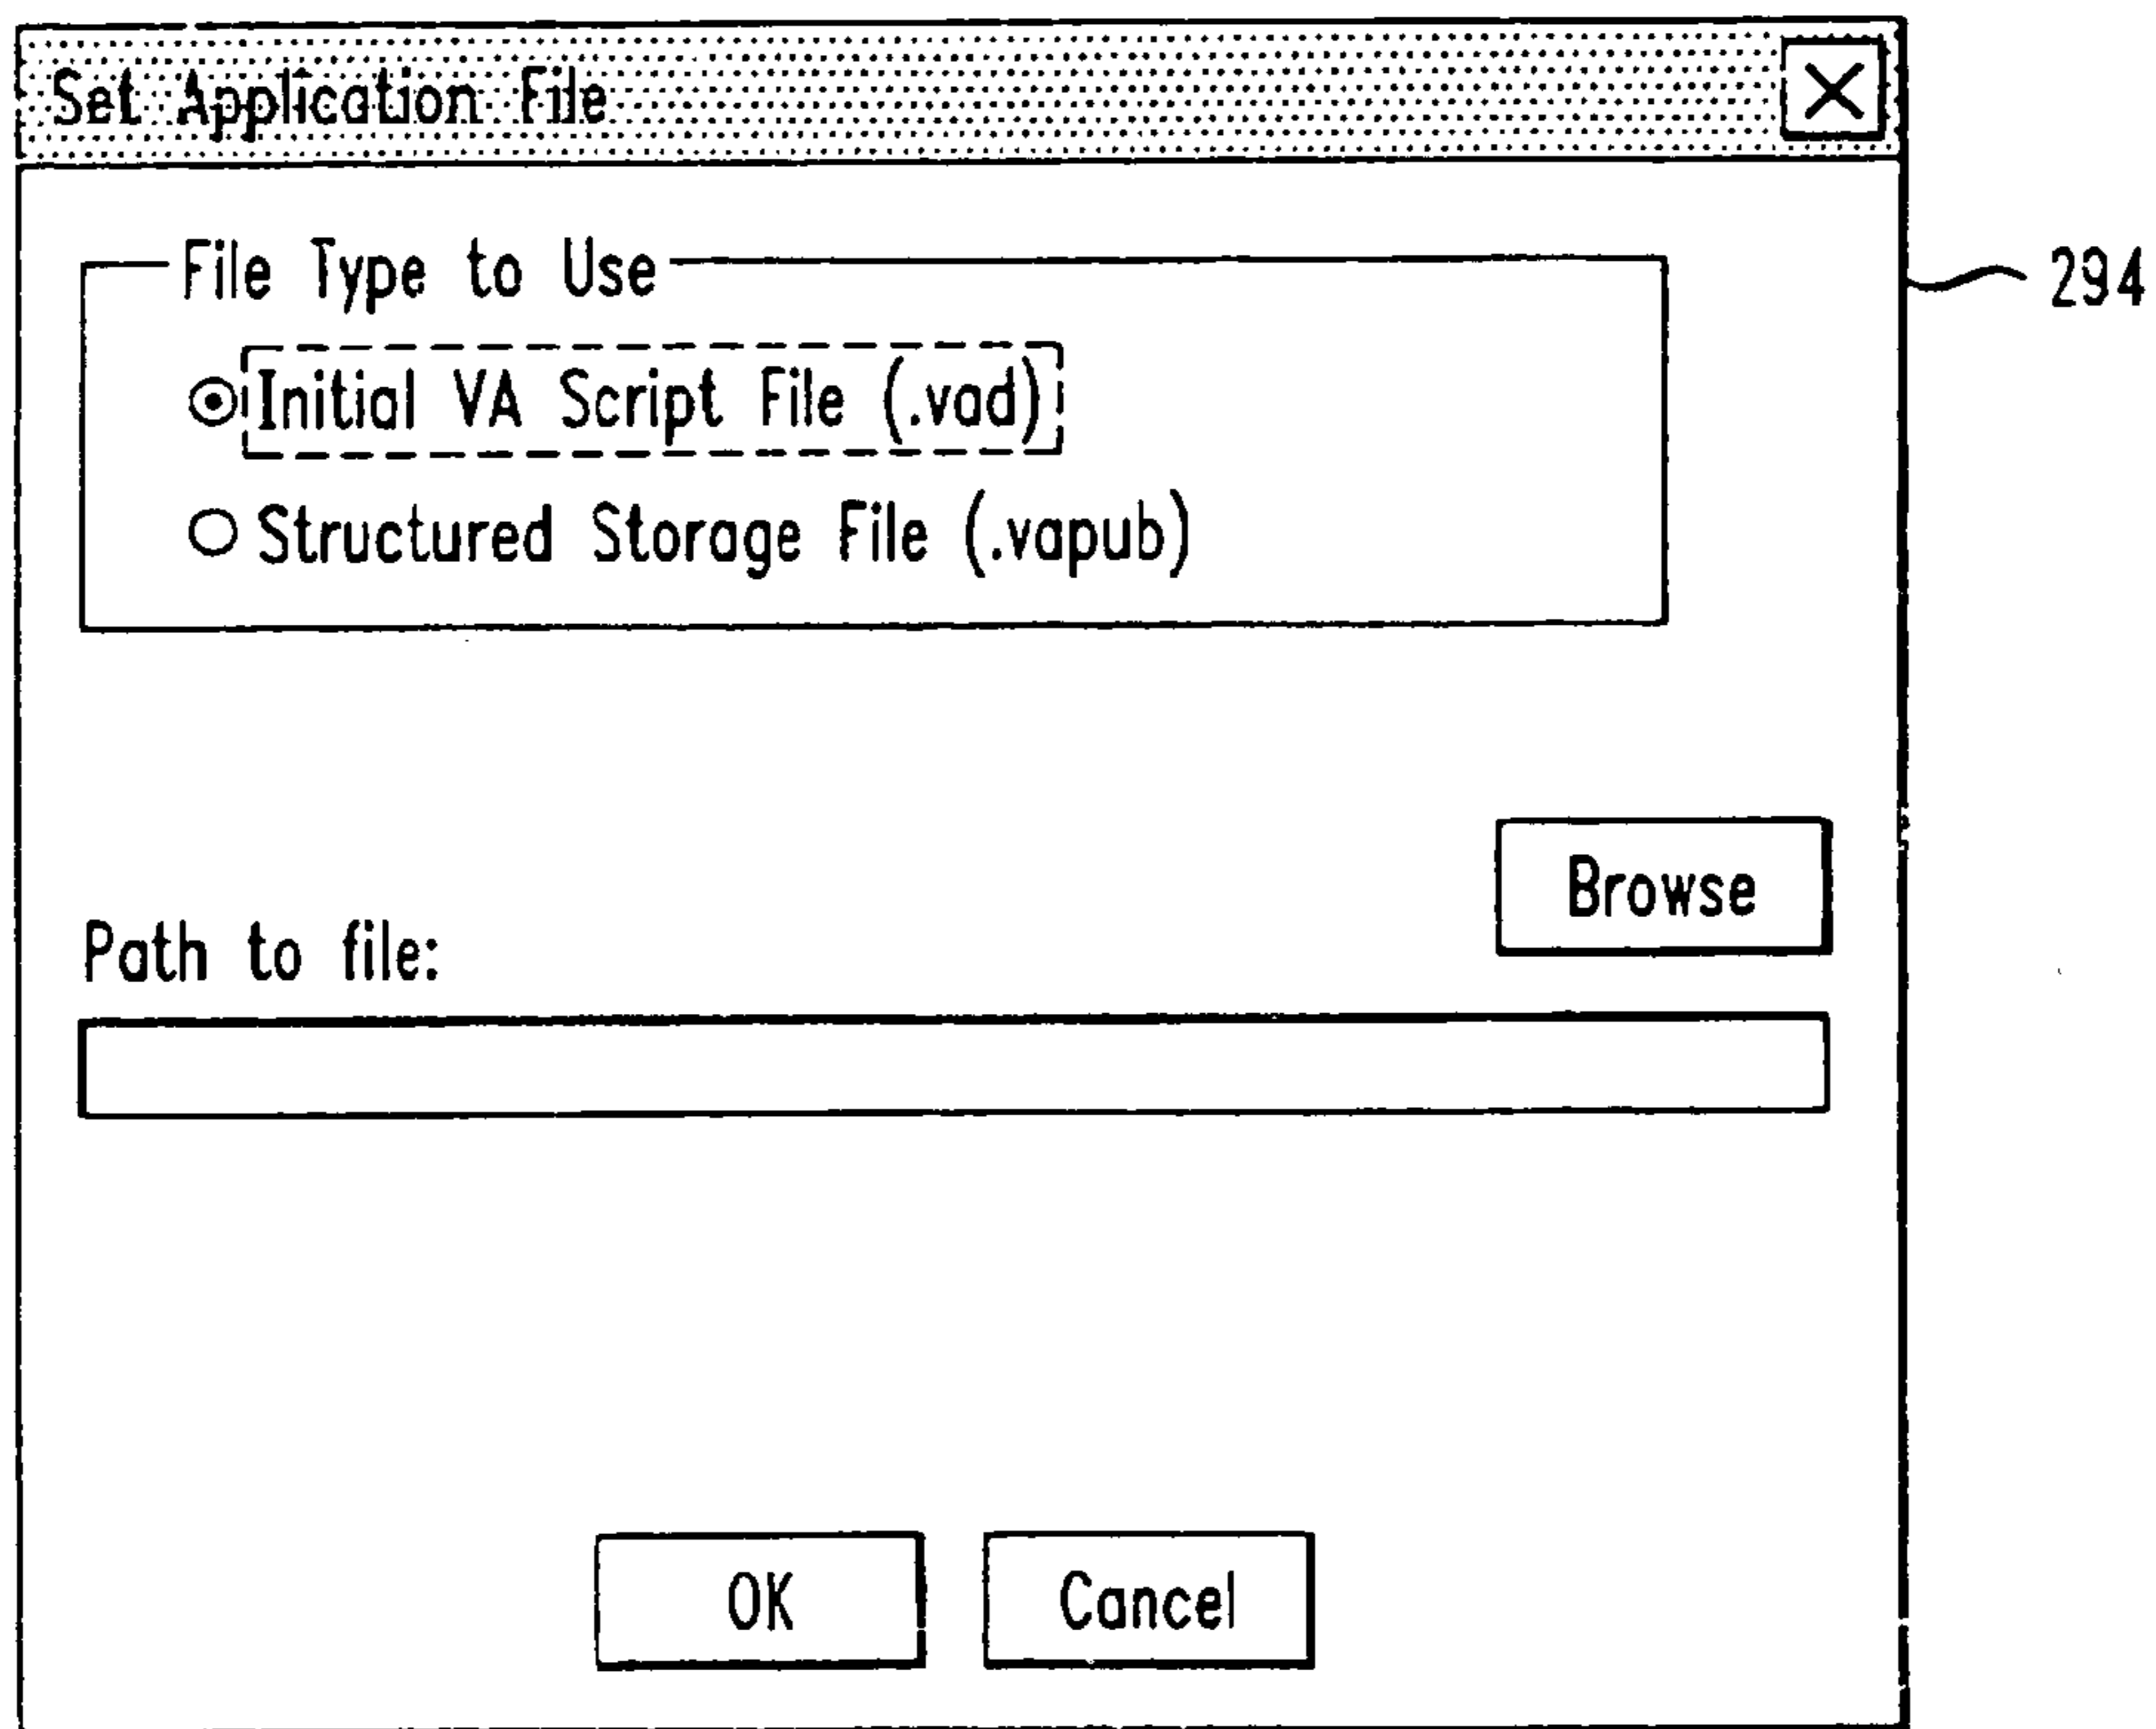 Set Application File
File Type to Use
294
Initial VA Script File (.vad)
Structured Storage File (.vapub)
Browse
Path to file:
OK
Cancel